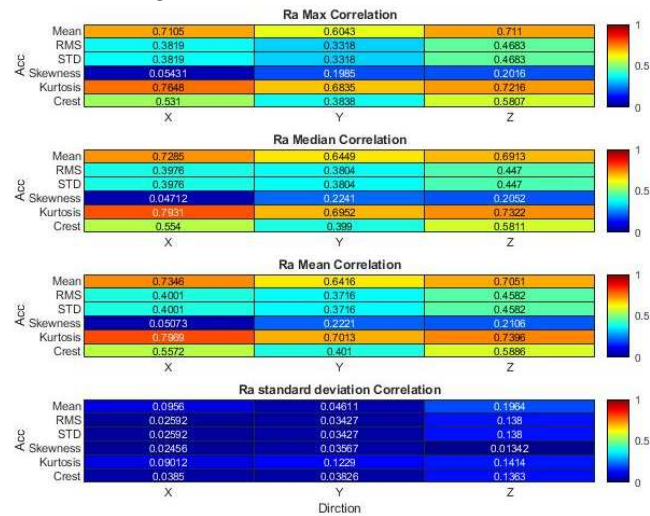 Ra Max Correlation
Mean 0.7105 0.6043 0.711
RMS 0.3819 0.3318 0.4683
STD 0.3819 0.3318 0.4683
Skewness 0.05431 0.1985 0.2016
Kurtosis 0.7648 0.6835 0.7216
Crest 0.531 0.3838 0.5807
Acc
X Y Z
1
0.5
0
Ra Median Correlation
Mean 0.7285 0.6449 0.6913
RMS 0.3976 0.3804 0.447
STD 0.3976 0.3804 0.447
Skewness 0.04712 0.2241 0.2052
Kurtosis 0.7931 0.6952 0.7322
Crest 0.554 0.399 0.5811
Acc
X Y Z
1
0.5
0
Ra Mean Correlation
Mean 0.7346 0.6416 0.7051
RMS 0.4001 0.3716 0.4582
STD 0.4001 0.3716 0.4582
Skewness 0.05073 0.2221 0.2106
Kurtosis 0.7969 0.7013 0.7396
Crest 0.5572 0.401 0.5886
Acc
X Y Z
1
0.5
0
Ra standard deviation Correlation
Mean 0.0956 0.04611 0.1964
RMS 0.02592 0.03427 0.138
STD 0.02592 0.03427 0.138
Skewness 0.02456 0.03567 0.01342
Kurtosis 0.09012 0.1229 0.1414
Crest 0.0385 0.03826 0.1363
Acc
X Y Z
1
0.5
0
Dirction